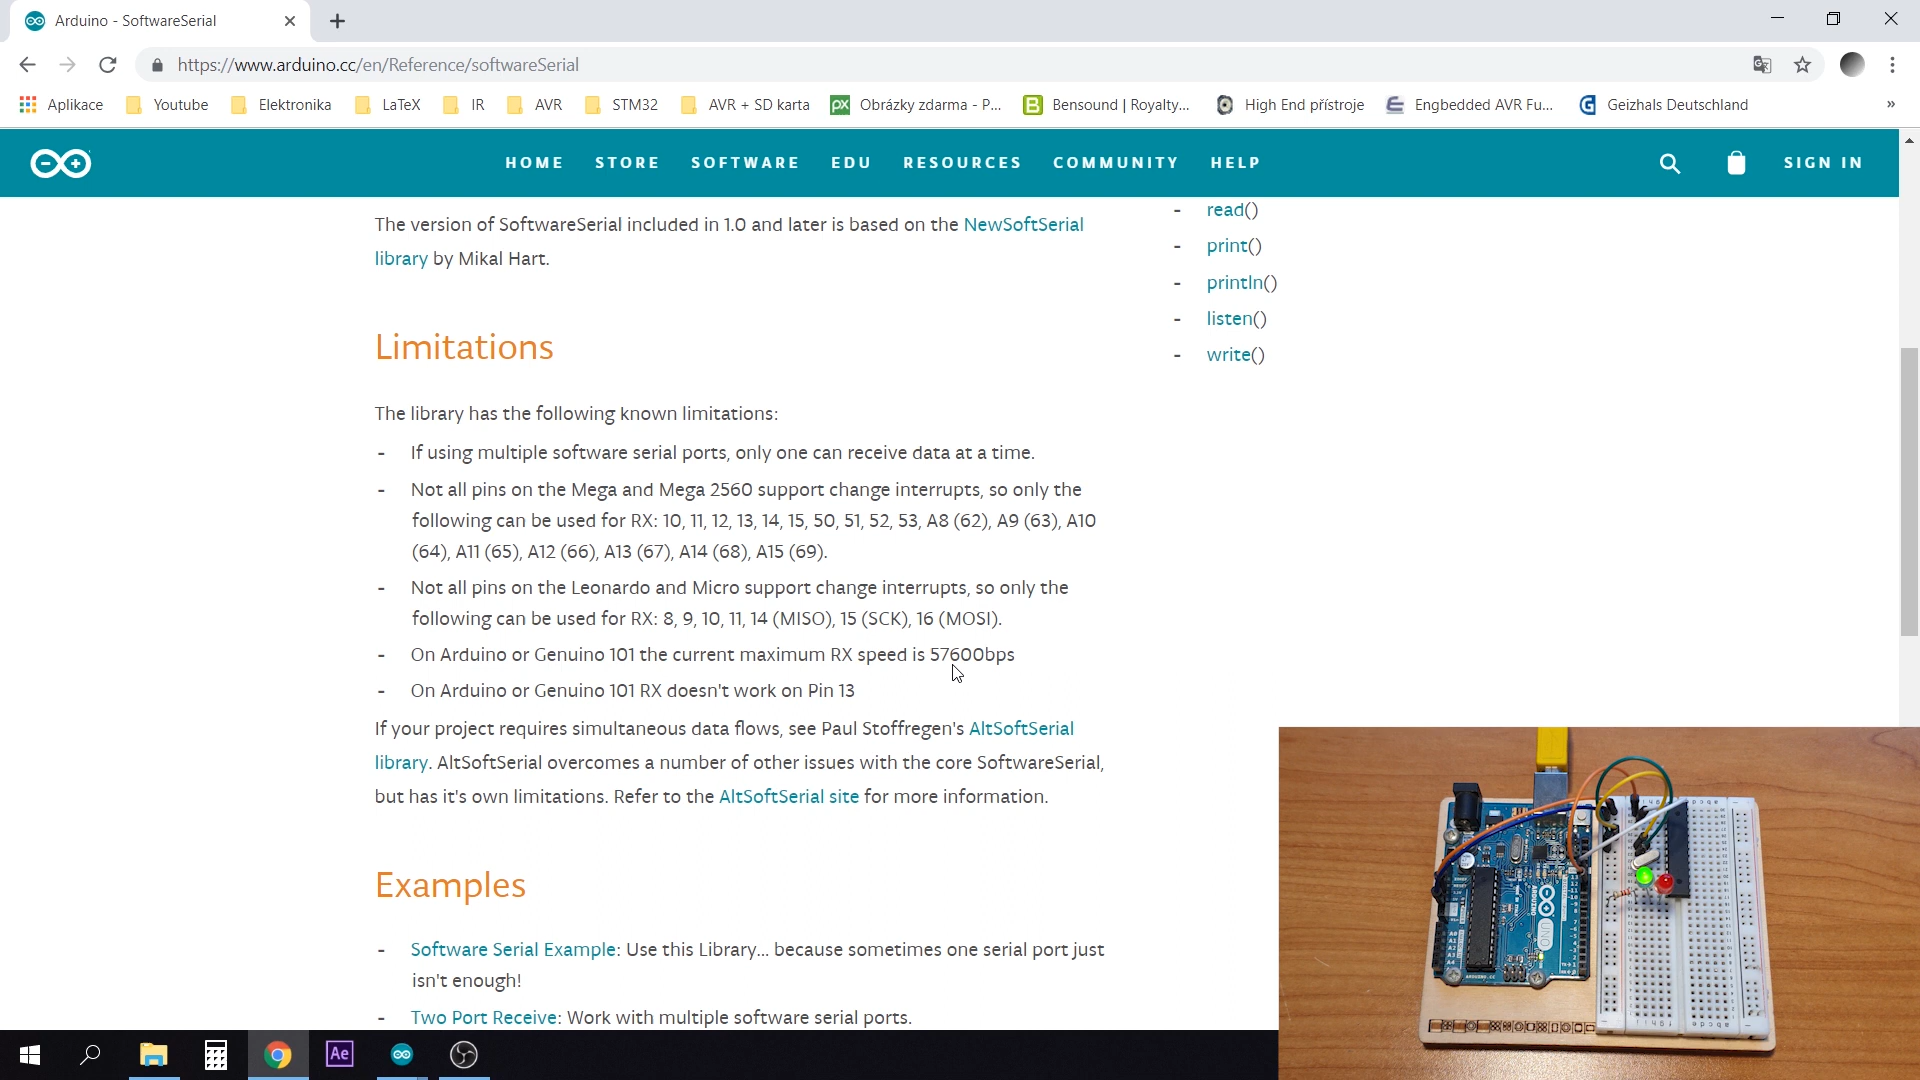 Arduino - SoftwareSerial
https://www.arduino.cc/en/Reference/softwareSerial
Aplikace Youtube Elektronika LaTeX IR AVR STM32 AVR + SD karta Obrázky zdarma - P... Bensound | Royalty... High End přístroje Engbedded AVR Fu... Geizhals Deutschland »
HOME STORE SOFTWARE EDU RESOURCES COMMUNITY HELP SIGN IN
The version of SoftwareSerial included in 1.0 and later is based on the NewSoftSerial
library by Mikal Hart.
- read()
- print()
- println()
- listen()
- write()
Limitations
The library has the following known limitations:
- If using multiple software serial ports, only one can receive data at a time.
- Not all pins on the Mega and Mega 2560 support change interrupts, so only the
following can be used for RX: 10, 11, 12, 13, 14, 15, 50, 51, 52, 53, A8 (62), A9 (63), A10
(64), A11 (65), A12 (66), A13 (67), A14 (68), A15 (69).
- Not all pins on the Leonardo and Micro support change interrupts, so only the
following can be used for RX: 8, 9, 10, 11, 14 (MISO), 15 (SCK), 16 (MOSI).
- On Arduino or Genuino 101 the current maximum RX speed is 57600bps
- On Arduino or Genuino 101 RX doesn't work on Pin 13
If your project requires simultaneous data flows, see Paul Stoffregen's AltSoftSerial
library. AltSoftSerial overcomes a number of other issues with the core SoftwareSerial,
but has it's own limitations. Refer to the AltSoftSerial site for more information.
Examples
- Software Serial Example: Use this Library... because sometimes one serial port just
isn't enough!
- Two Port Receive: Work with multiple software serial ports.
Ae
ARDUINO
UNO